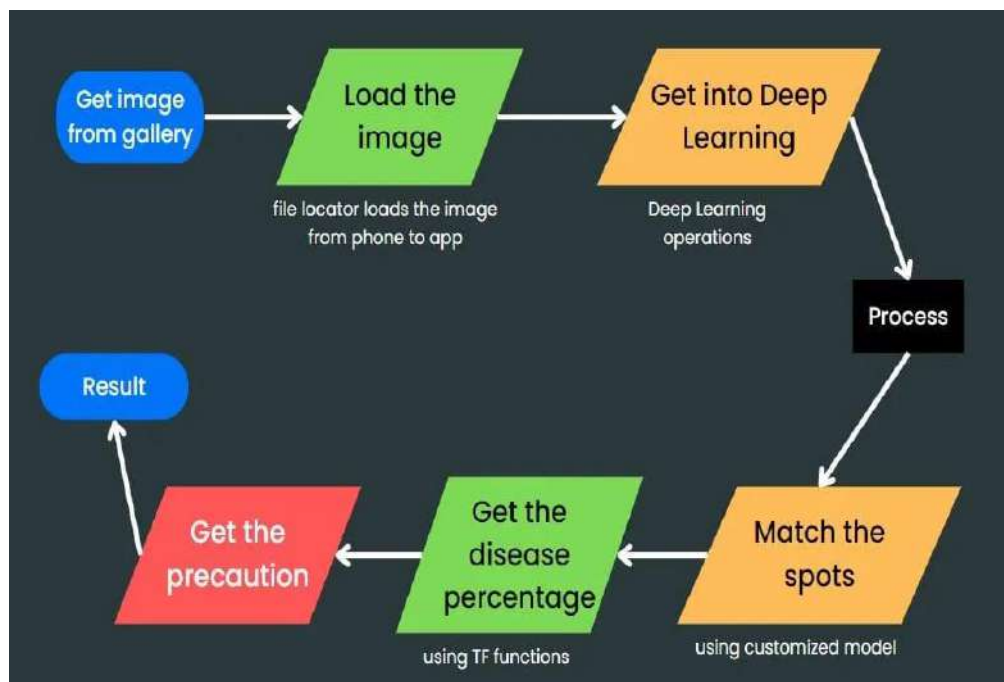 Get image
from gallery
Load the
image
file locator loads the image
from phone to app
Get into Deep
Learning
Deep Learning
operations
Process
Match the
spots
using customized model
Get the
disease
percentage
using TF functions
Get the
precaution
Result